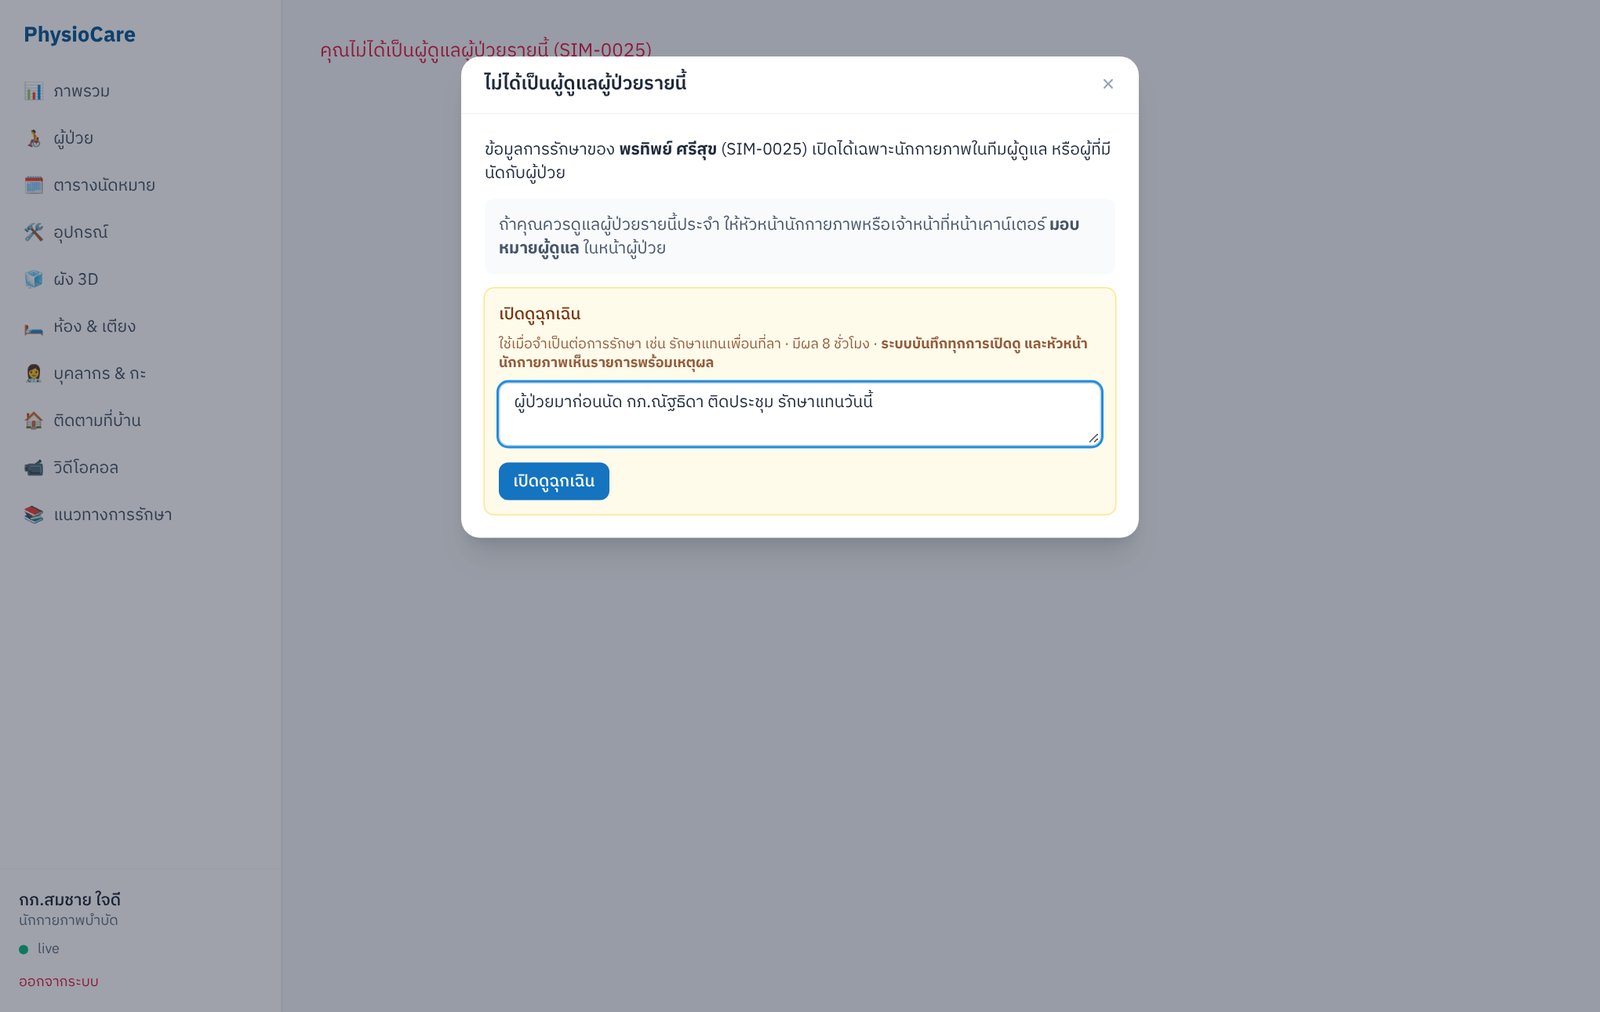 PhysioCare
ภาพรวม
ผู้ป่วย
ตารางนัดหมาย
อุปกรณ์
ผัง 3D
ห้อง & เตียง
บุคลากร & กะ
ติดตามที่บ้าน
วิดีโอคอล
แนวทางการรักษา
กภ.สมชาย ใจดี
นักกายภาพบำบัด
live
ออกจากระบบ
คุณไม่ได้เป็นผู้ดูแลผู้ป่วยรายนี้ (SIM-0025)
ไม่ได้เป็นผู้ดูแลผู้ป่วยรายนี้
×
ข้อมูลการรักษาของ พรทิพย์ ศรีสุข (SIM-0025) เปิดได้เฉพาะนักกายภาพในทีมผู้ดูแล หรือผู้ที่มี
นัดกับผู้ป่วย
ถ้าคุณควรดูแลผู้ป่วยรายนี้ประจำ ให้หัวหน้านักกายภาพหรือเจ้าหน้าที่หน้าเคาน์เตอร์ มอบ
หมายผู้ดูแล ในหน้าผู้ป่วย
เปิดดูฉุกเฉิน
ใช้เมื่อจำเป็นต่อการรักษา เช่น รักษาแทนเพื่อนที่ลา · มีผล 8 ชั่วโมง · ระบบบันทึกทุกการเปิดดู และหัวหน้า
นักกายภาพเห็นรายการพร้อมเหตุผล
ผู้ป่วยมาก่อนนัด กภ.ณัฐธิดา ติดประชุม รักษาแทนวันนี้
เปิดดูฉุกเฉิน